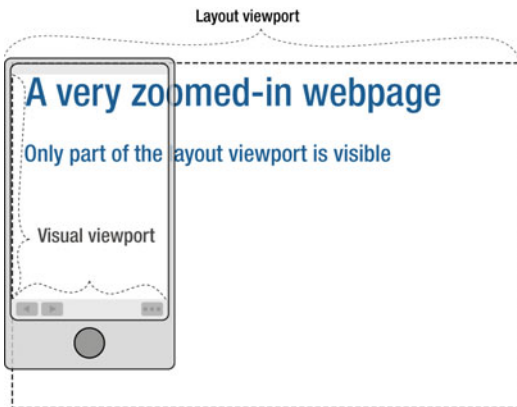 Layout viewport
A very zoomed-in webpage
Only part of the layout viewport is visible
Visual viewport